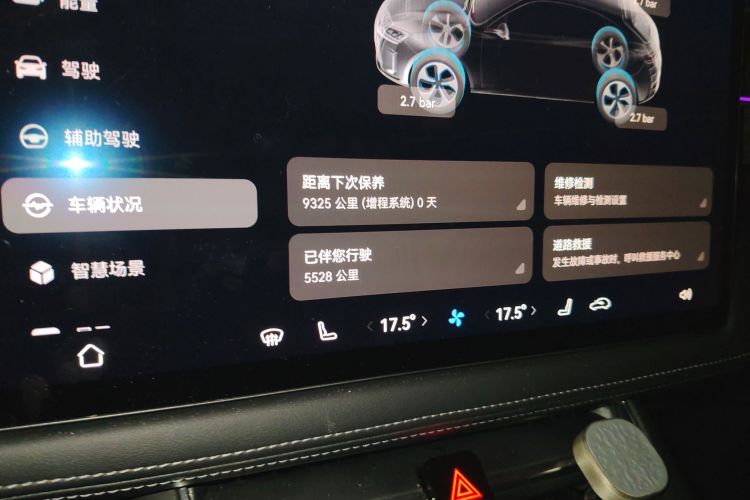 能量
驾驶
辅助驾驶
车辆状况
智慧场景
2.7 bar
2.7 bar
距离下次保养
9325 公里 (增程系统) 0 天
维修检测
车辆维修与检测设置
已伴您行驶
5528 公里
道路救援
发生故障或事故时，呼叫救援服务中心
17.5°
17.5°